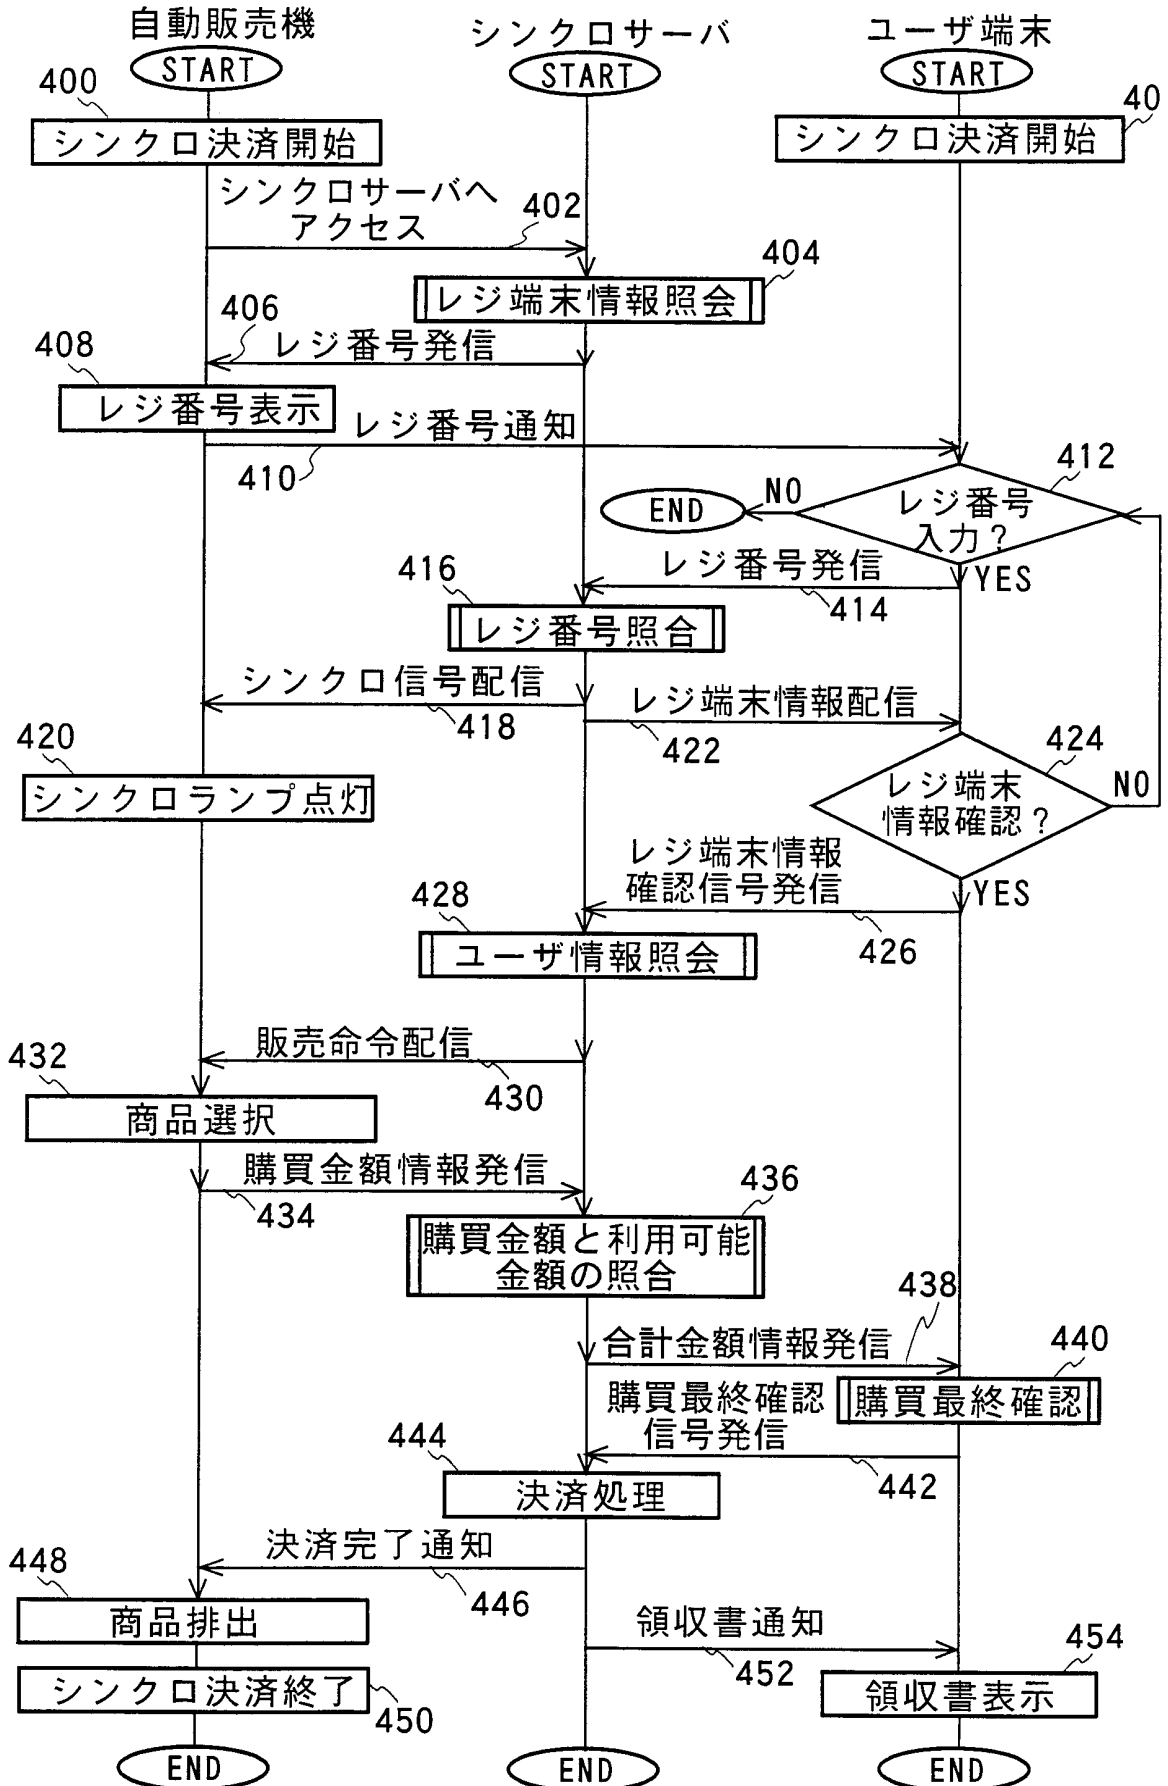 自動販売機
シンクロサーバ
ユーザ端末
START
START
START
400
シンクロ決済開始
40
シンクロ決済開始
シンクロサーバへ
アクセス
402
404
レジ端末情報照会
406
レジ番号発信
408
レジ番号表示
レジ番号通知
410
412
レジ番号
入力?
NO
END
YES
レジ番号発信
414
416
レジ番号照合
シンクロ信号配信
418
レジ端末情報配信
422
420
シンクロランプ点灯
424
レジ端末
情報確認?
NO
YES
レジ端末情報
確認信号発信
426
428
ユーザ情報照会
販売命令配信
430
432
商品選択
購買金額情報発信
434
436
購買金額と利用可能
金額の照合
438
合計金額情報発信
440
購買最終確認
購買最終確認
信号発信
442
444
決済処理
決済完了通知
446
448
商品排出
領収書通知
452
454
領収書表示
シンクロ決済終了
450
END
END
END